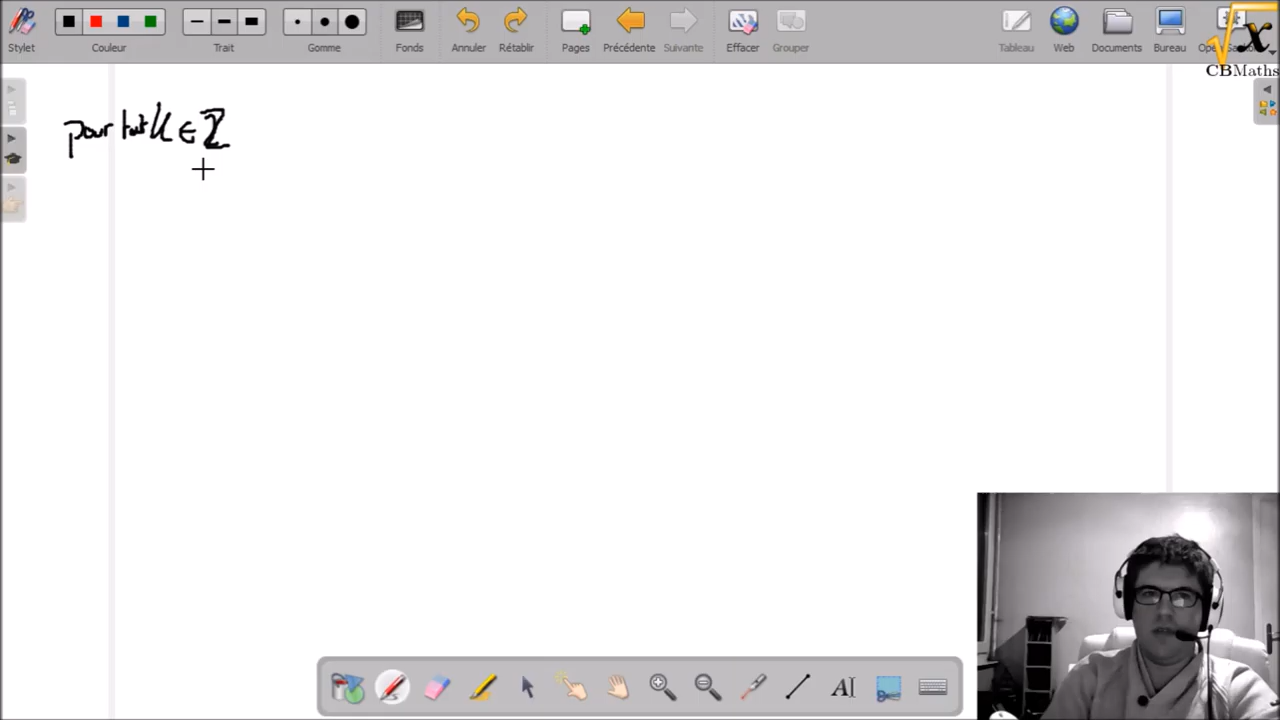 Stylet Couleur Trait Gomme Fonds Annuler Rétablir Pages Précédente Suivante Effacer Grouper Tableau Web Documents Bureau
√x
CBMaths
pour tout k ∈ ℤ
AI